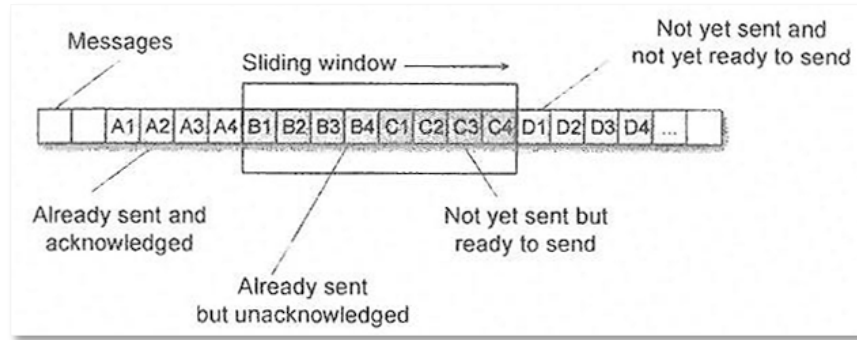 Messages
Not yet sent and
not yet ready to send
Sliding window
A1 A2 A3 A4 B1 B2 B3 B4 C1 C2 C3 C4 D1 D2 D3 D4 ...
Already sent and
acknowledged
Not yet sent but
ready to send
Already sent
but unacknowledged